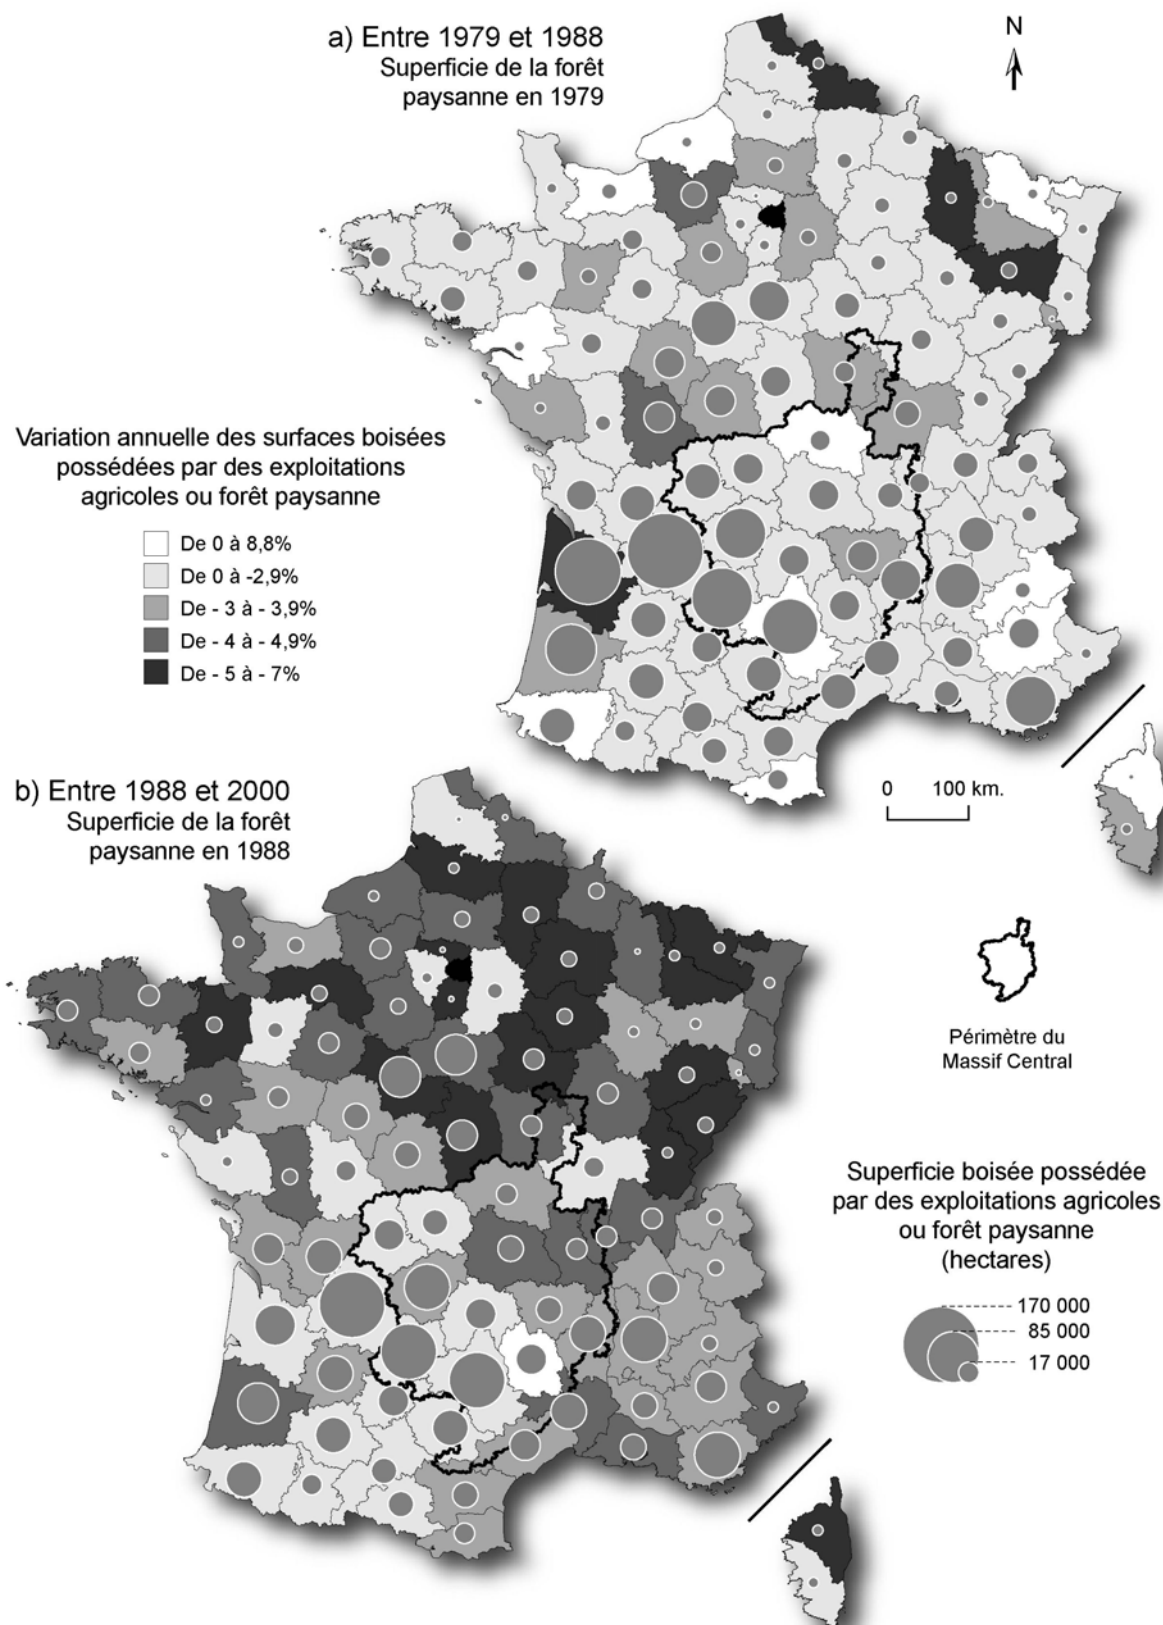 a) Entre 1979 et 1988
Superficie de la forêt
paysanne en 1979
N
Variation annuelle des surfaces boisées
possédées par des exploitations
agricoles ou forêt paysanne
De 0 à 8,8%
De 0 à -2,9%
De - 3 à - 3,9%
De - 4 à - 4,9%
De - 5 à - 7%
0 100 km.
b) Entre 1988 et 2000
Superficie de la forêt
paysanne en 1988
Périmètre du
Massif Central
Superficie boisée possédée
par des exploitations agricoles
ou forêt paysanne
(hectares)
170 000
85 000
17 000